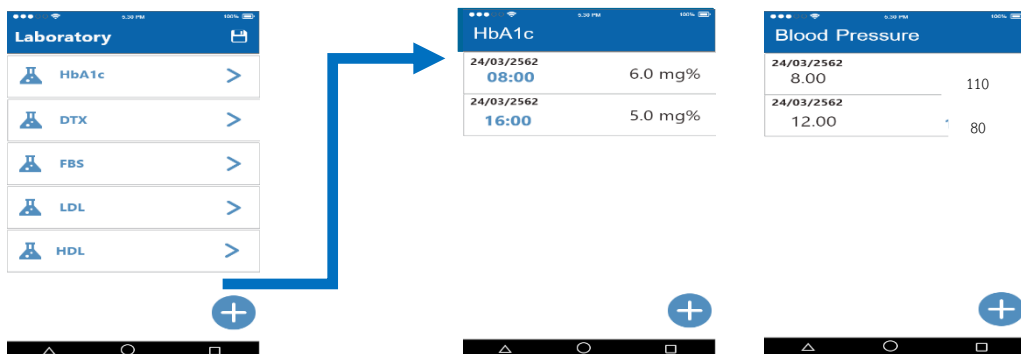 5.30 PM 100%
Laboratory
HbA1c
DTX
FBS
LDL
HDL
5.30 PM 100%
HbA1c
24/03/2562
08:00 6.0 mg%
24/03/2562
16:00 5.0 mg%
5.30 PM 100%
Blood Pressure
24/03/2562
8.00 110
24/03/2562
12.00 80